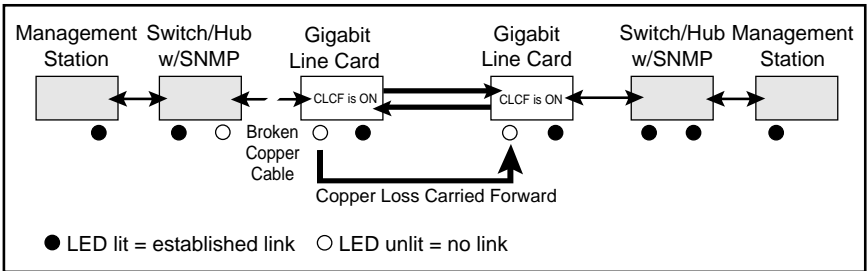 Management
Station
Switch/Hub
w/SNMP
Gigabit
Line Card
Gigabit
Line Card
Switch/Hub
w/SNMP
Management
Station
CLCF is ON
CLCF is ON
Broken
Copper
Cable
Copper Loss Carried Forward
LED lit = established link
LED unlit = no link